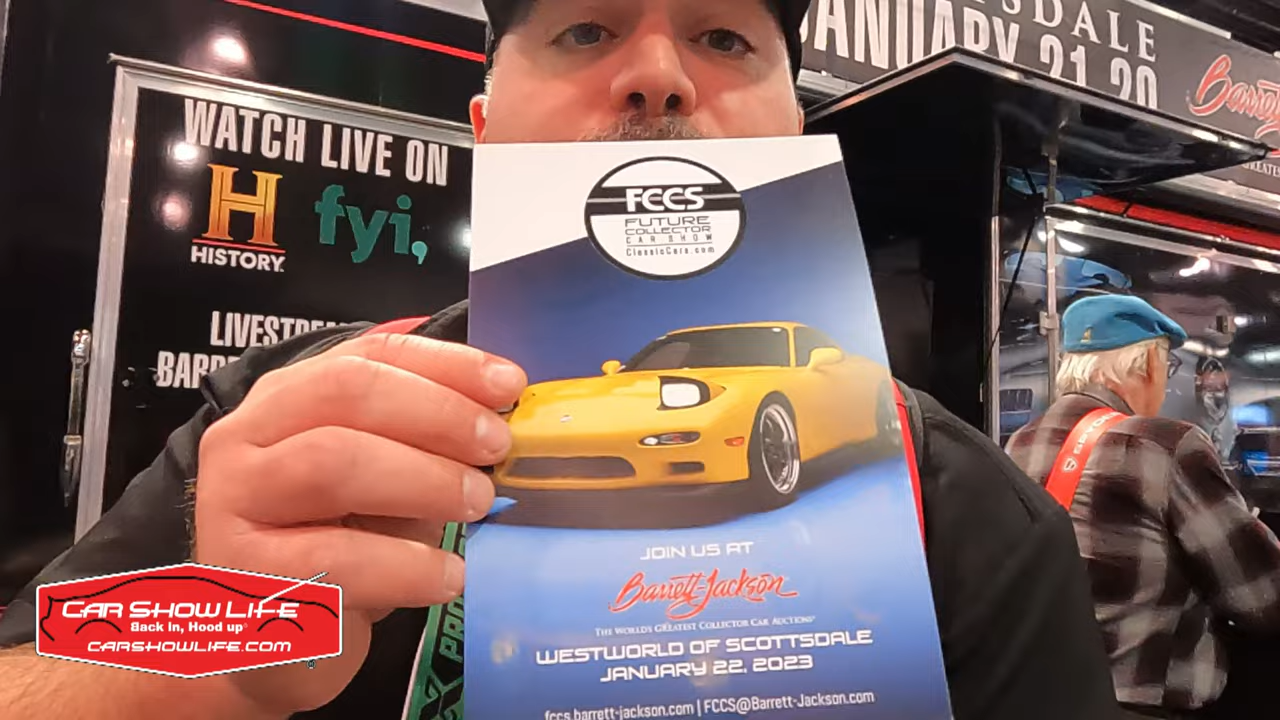 WATCH LIVE ON
H
HISTORY
fyi,
SDALE
JANUARY 21 20
FCCS
FUTURE
COLLECTOR
CAR SHOW
ClassicCars.com
JOIN US AT
Barrett-Jackson
THE WORLD'S GREATEST COLLECTOR CAR AUCTIONS
WESTWORLD OF SCOTTSDALE
JANUARY 22, 2023
fccs.barrett-jackson.com | FCCS@Barrett-Jackson.com
CAR SHOW LIFE
Back In, Hood up
CARSHOWLIFE.COM